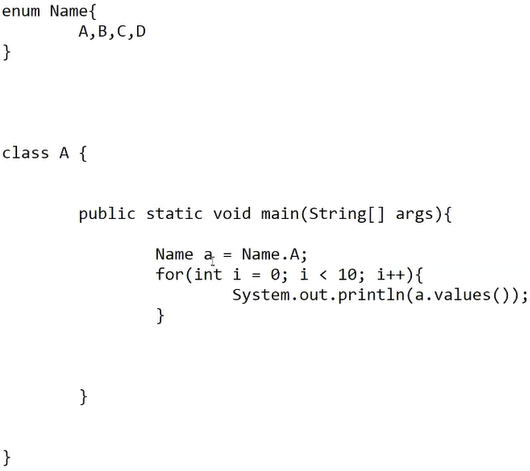 enum Name{
A,B,C,D
}
class A {
public static void main(String[] args){
Name a = Name.A;
for(int i = 0; i < 10; i++){
System.out.println(a.values());
}
}
}